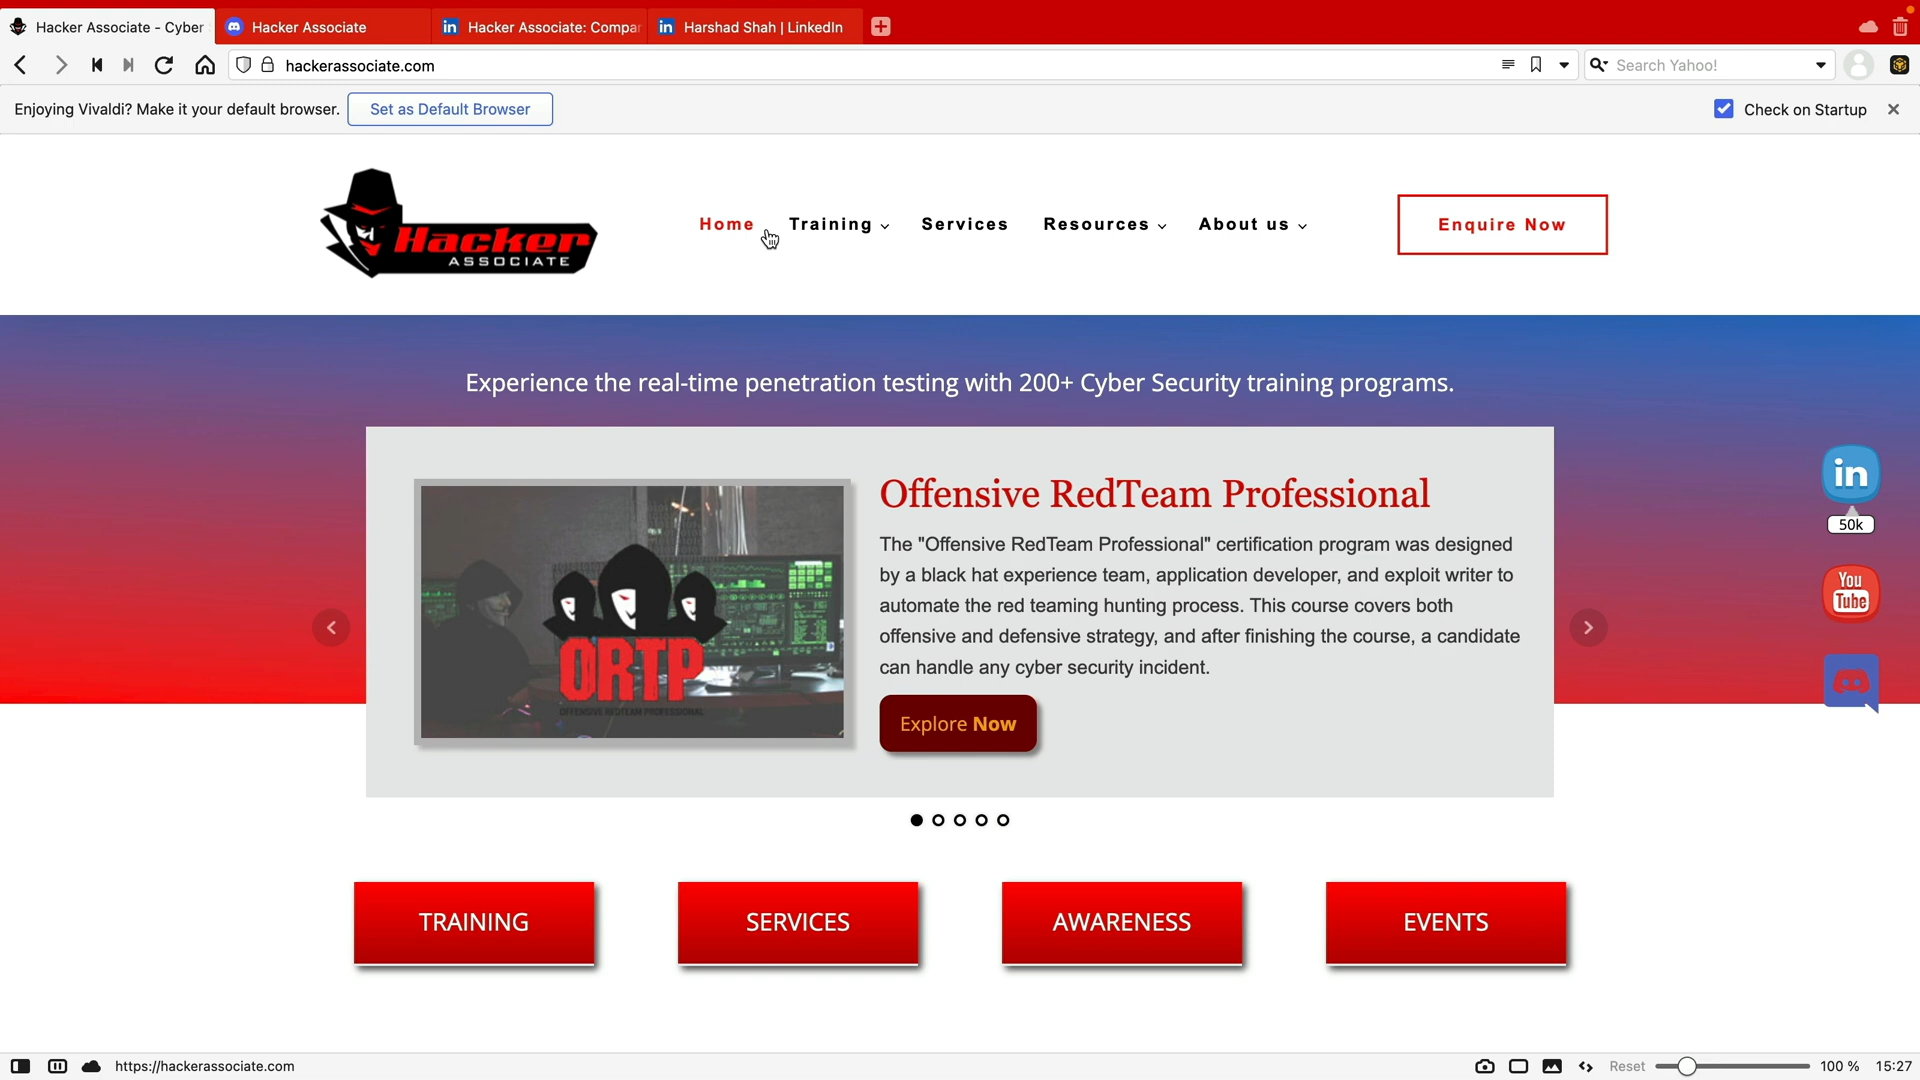 Hacker Associate - Cyber
Hacker Associate
Hacker Associate: Compar
Harshad Shah | LinkedIn
hackerassociate.com
Search Yahoo!
Enjoying Vivaldi? Make it your default browser.
Set as Default Browser
Check on Startup
Hacker
ASSOCIATE
Home
Training
Services
Resources
About us
Enquire Now
Experience the real-time penetration testing with 200+ Cyber Security training programs.
Offensive RedTeam Professional
The "Offensive RedTeam Professional" certification program was designed
by a black hat experience team, application developer, and exploit writer to
automate the red teaming hunting process. This course covers both
offensive and defensive strategy, and after finishing the course, a candidate
can handle any cyber security incident.
Explore Now
ORTP
OFFENSIVE REDTEAM PROFESSIONAL
in
50k
You
Tube
TRAINING
SERVICES
AWARENESS
EVENTS
https://hackerassociate.com
Reset
100 %
15:27